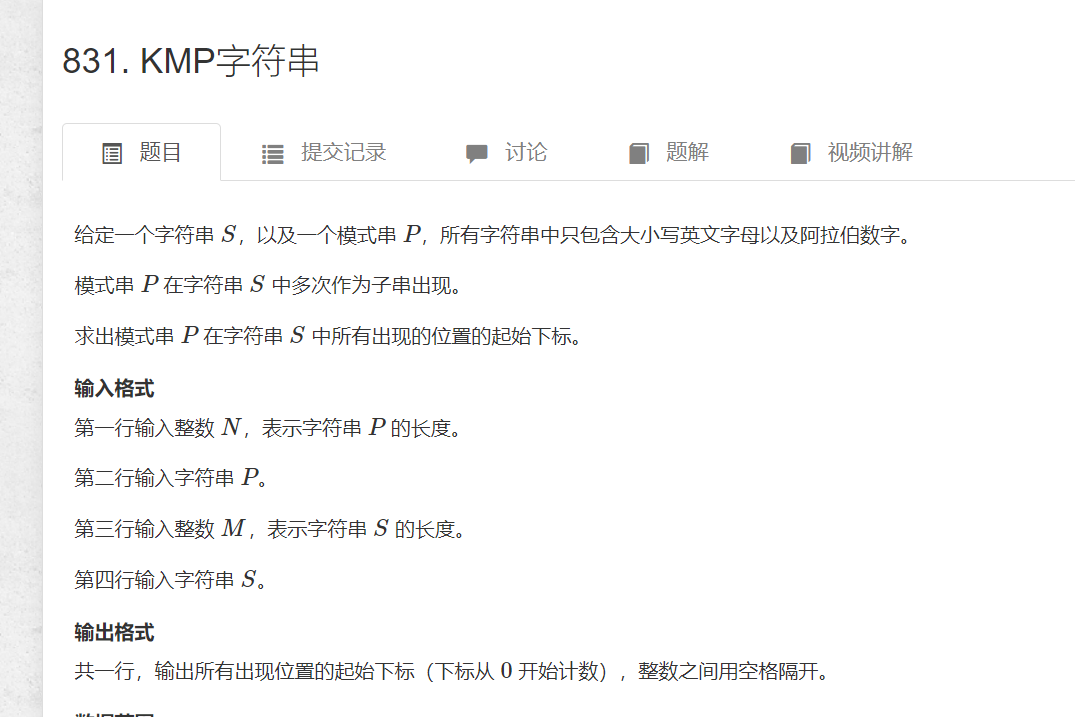 831. KMP字符串
题目 提交记录 讨论 题解 视频讲解
给定一个字符串 S，以及一个模式串 P，所有字符串中只包含大小写英文字母以及阿拉伯数字。
模式串 P 在字符串 S 中多次作为子串出现。
求出模式串 P 在字符串 S 中所有出现的位置的起始下标。
输入格式
第一行输入整数 N，表示字符串 P 的长度。
第二行输入字符串 P。
第三行输入整数 M，表示字符串 S 的长度。
第四行输入字符串 S。
输出格式
共一行，输出所有出现位置的起始下标（下标从 0 开始计数），整数之间用空格隔开。